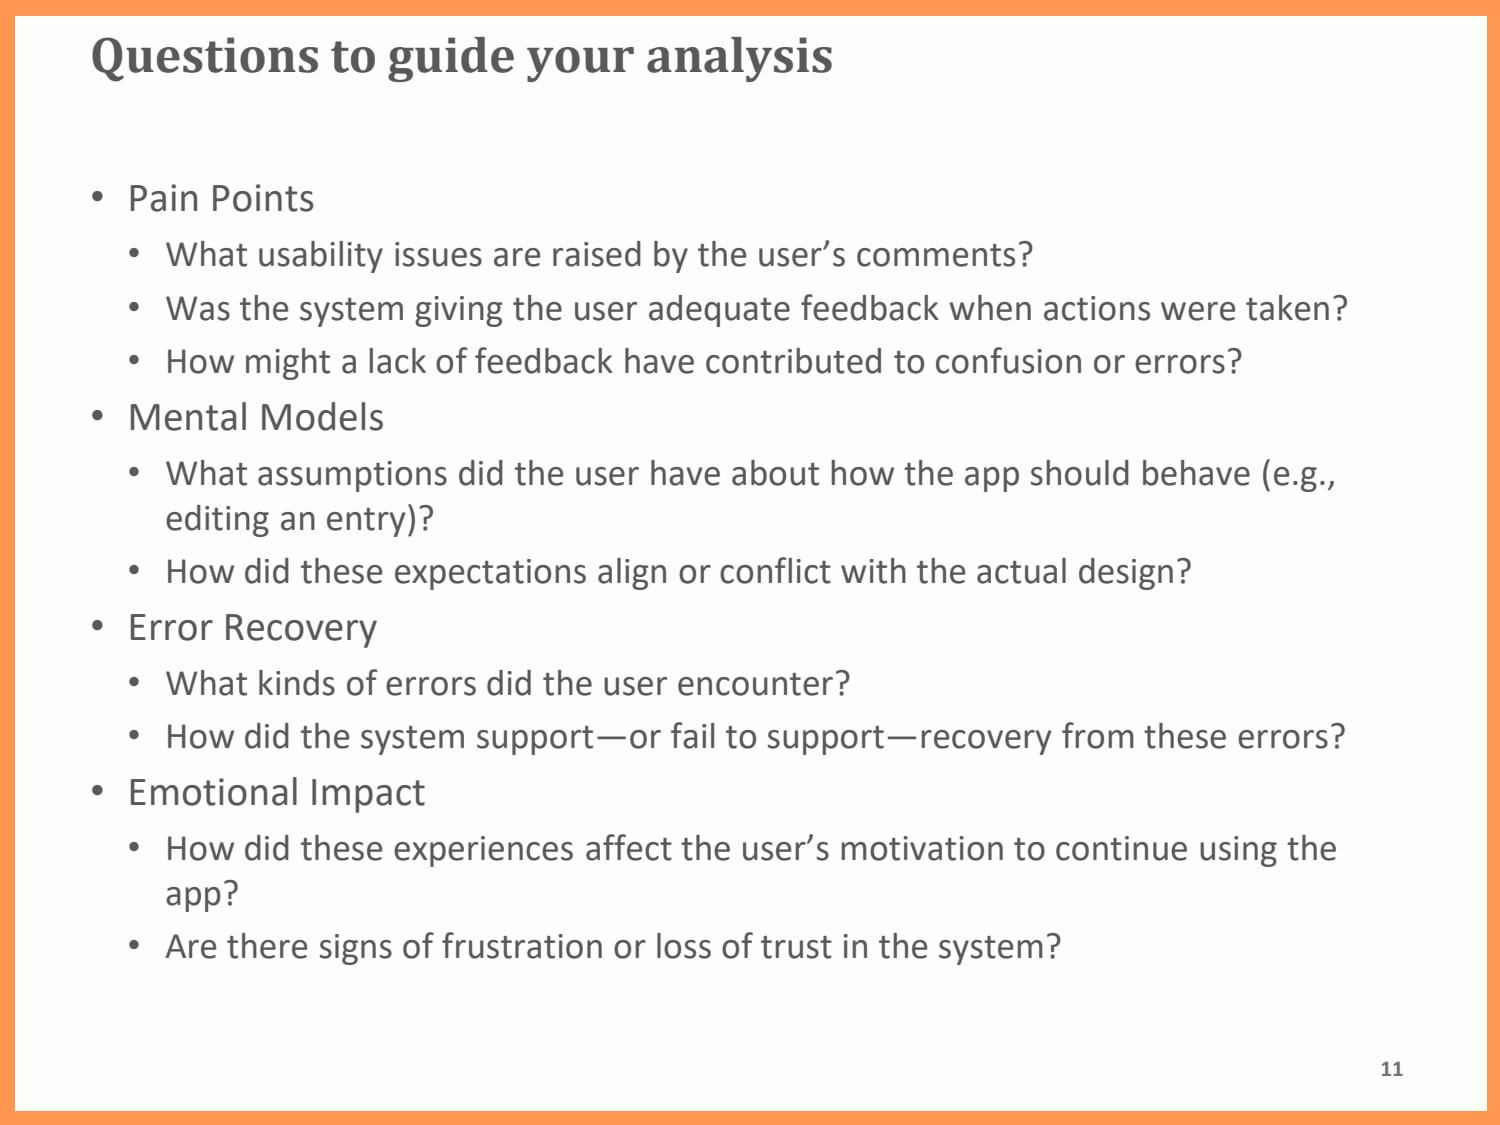 Questions to guide your analysis
• Pain Points
• What usability issues are raised by the user’s comments?
• Was the system giving the user adequate feedback when actions were taken?
• How might a lack of feedback have contributed to confusion or errors?
• Mental Models
• What assumptions did the user have about how the app should behave (e.g.,
editing an entry)?
• How did these expectations align or conflict with the actual design?
• Error Recovery
• What kinds of errors did the user encounter?
• How did the system support—or fail to support—recovery from these errors?
• Emotional Impact
• How did these experiences affect the user’s motivation to continue using the
app?
• Are there signs of frustration or loss of trust in the system?
11